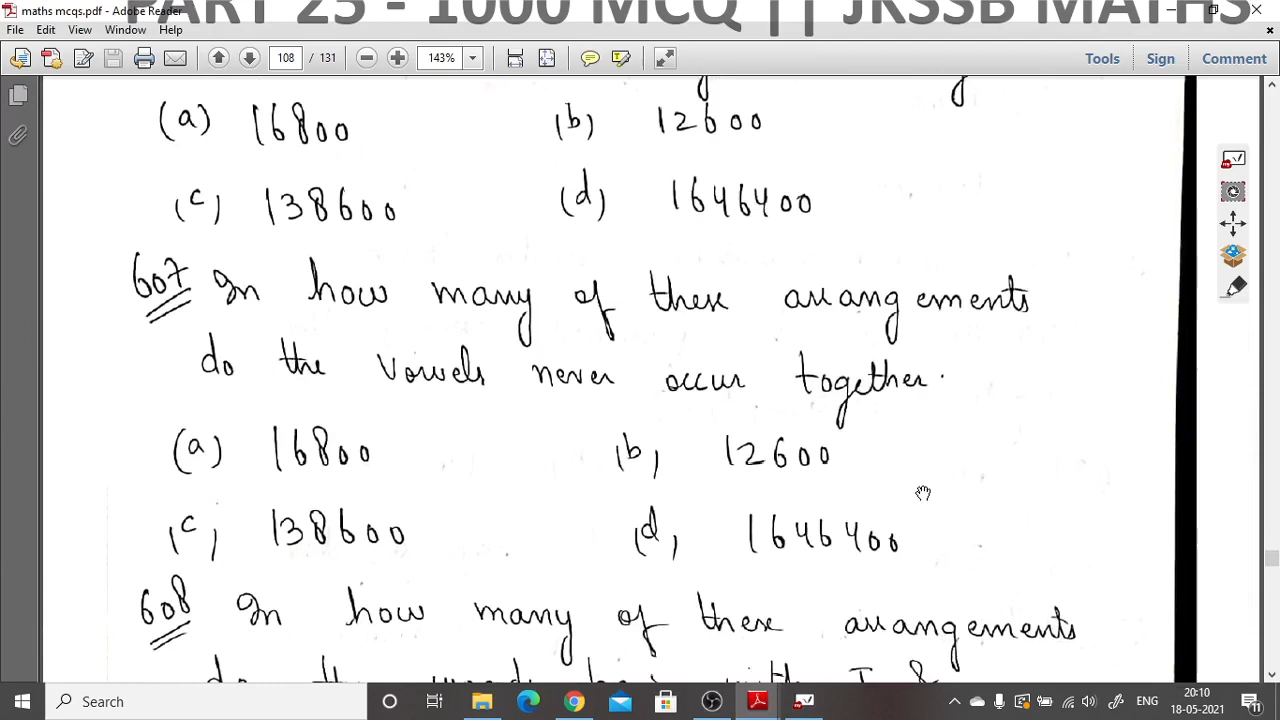 PART 25 - 1000 MCQ || JKSSB MATHS
maths mcqs.pdf - Adobe Reader
File Edit View Window Help
108 / 131 143% Tools Sign Comment
(a) 16800 (b) 12600
(c) 138600 (d) 1646400
607 In how many of these arrangements
do the vowels never occur together.
(a) 16800 (b) 12600
(c) 138600 (d) 1646400
608 In how many of these arrangements
Search
ENG
20:10
18-05-2021